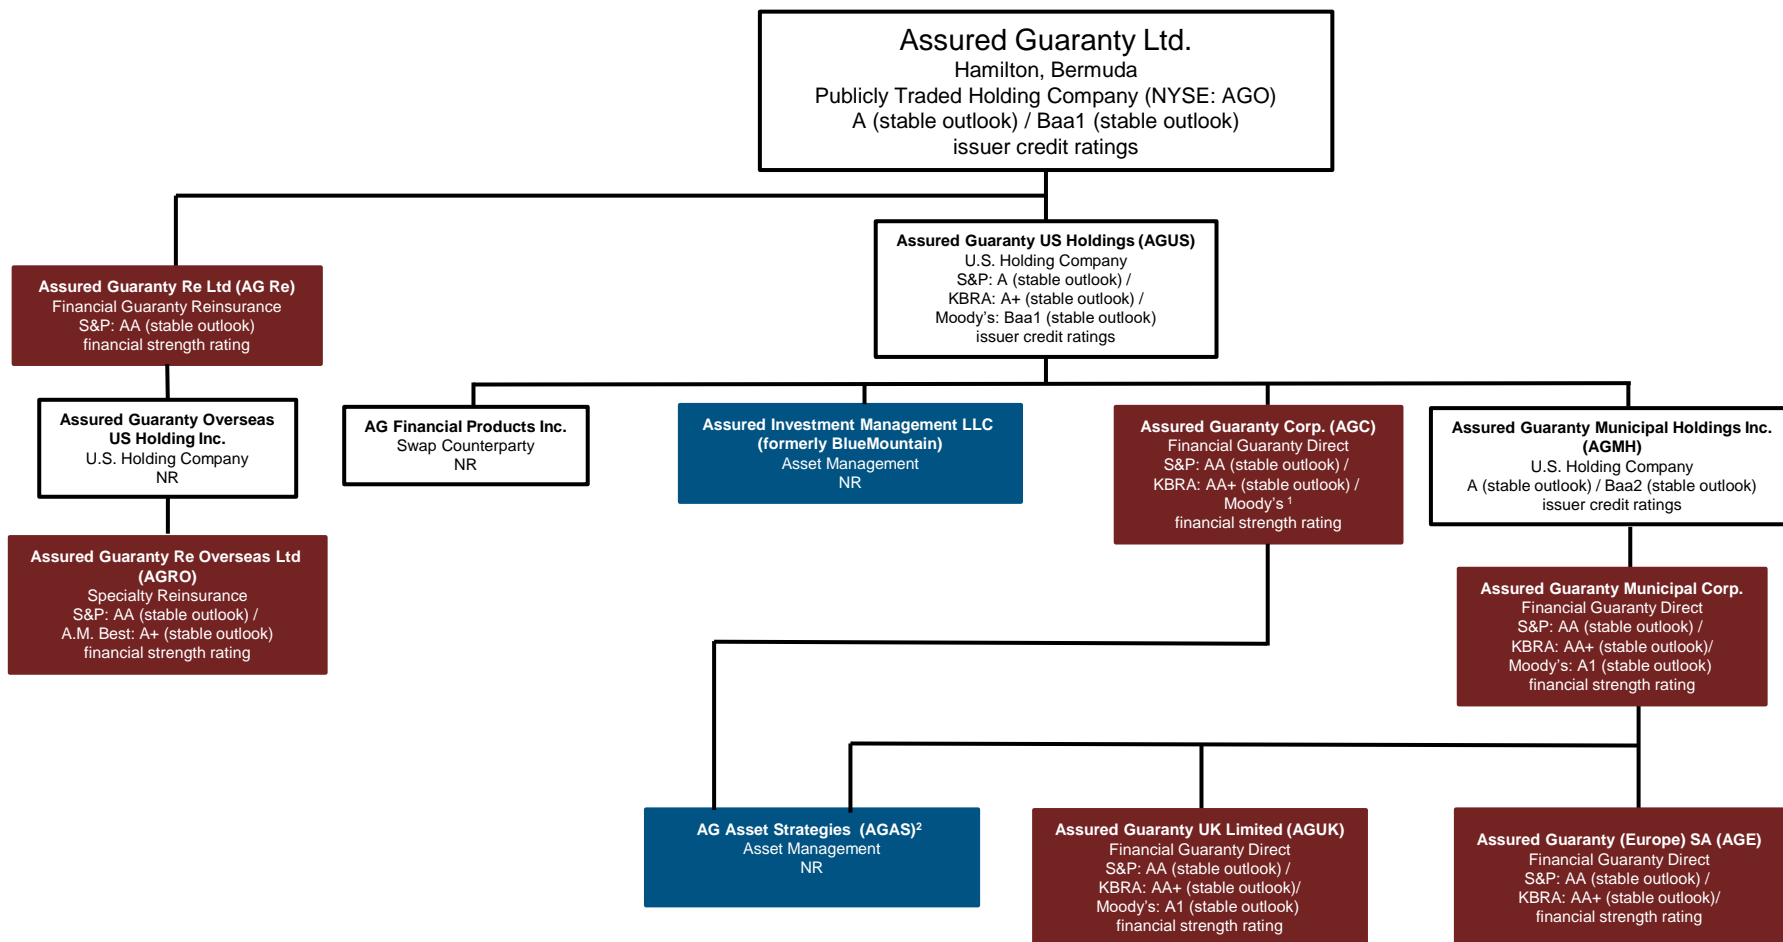 Assured Guaranty Ltd.
Hamilton, Bermuda
Publicly Traded Holding Company (NYSE: AGO)
A (stable outlook) / Baa1 (stable outlook)
issuer credit ratings
Assured Guaranty US Holdings (AGUS)
U.S. Holding Company
S&P: A (stable outlook) /
KBRA: A+ (stable outlook) /
Moody's: Baa1 (stable outlook)
issuer credit ratings
Assured Guaranty Re Ltd (AG Re)
Financial Guaranty Reinsurance
S&P: AA (stable outlook)
financial strength rating
Assured Guaranty Overseas
US Holding Inc.
U.S. Holding Company
NR
AG Financial Products Inc.
Swap Counterparty
NR
Assured Investment Management LLC
(formerly BlueMountain)
Asset Management
NR
Assured Guaranty Corp. (AGC)
Financial Guaranty Direct
S&P: AA (stable outlook) /
KBRA: AA+ (stable outlook) /
Moody's ¹
financial strength rating
Assured Guaranty Municipal Holdings Inc.
(AGMH)
U.S. Holding Company
A (stable outlook) / Baa2 (stable outlook)
issuer credit ratings
Assured Guaranty Re Overseas Ltd
(AGRO)
Specialty Reinsurance
S&P: AA (stable outlook) /
A.M. Best: A+ (stable outlook)
financial strength rating
Assured Guaranty Municipal Corp.
Financial Guaranty Direct
S&P: AA (stable outlook) /
KBRA: AA+ (stable outlook)/
Moody's: A1 (stable outlook)
financial strength rating
AG Asset Strategies (AGAS)²
Asset Management
NR
Assured Guaranty UK Limited (AGUK)
Financial Guaranty Direct
S&P: AA (stable outlook) /
KBRA: AA+ (stable outlook)/
Moody's: A1 (stable outlook)
financial strength rating
Assured Guaranty (Europe) SA (AGE)
Financial Guaranty Direct
S&P: AA (stable outlook) /
KBRA: AA+ (stable outlook)/
financial strength rating